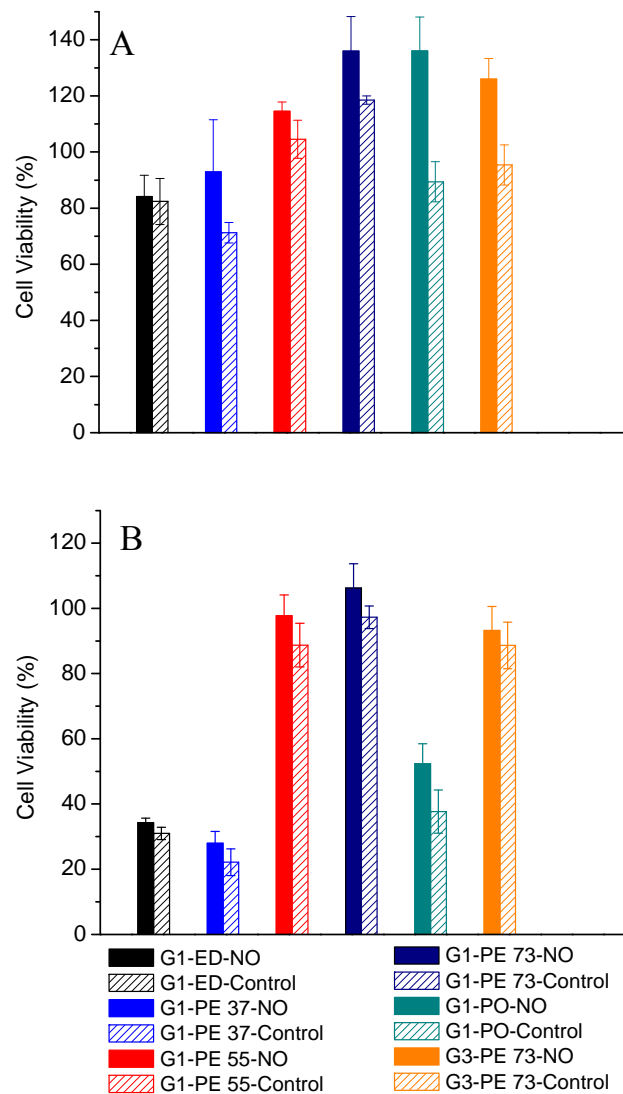 A
140
120
100
80
60
40
20
0
Cell Viability (%)
B
120
100
80
60
40
20
0
Cell Viability (%)
G1-ED-NO
G1-ED-Control
G1-PE 37-NO
G1-PE 37-Control
G1-PE 55-NO
G1-PE 55-Control
G1-PE 73-NO
G1-PE 73-Control
G1-PO-NO
G1-PO-Control
G3-PE 73-NO
G3-PE 73-Control